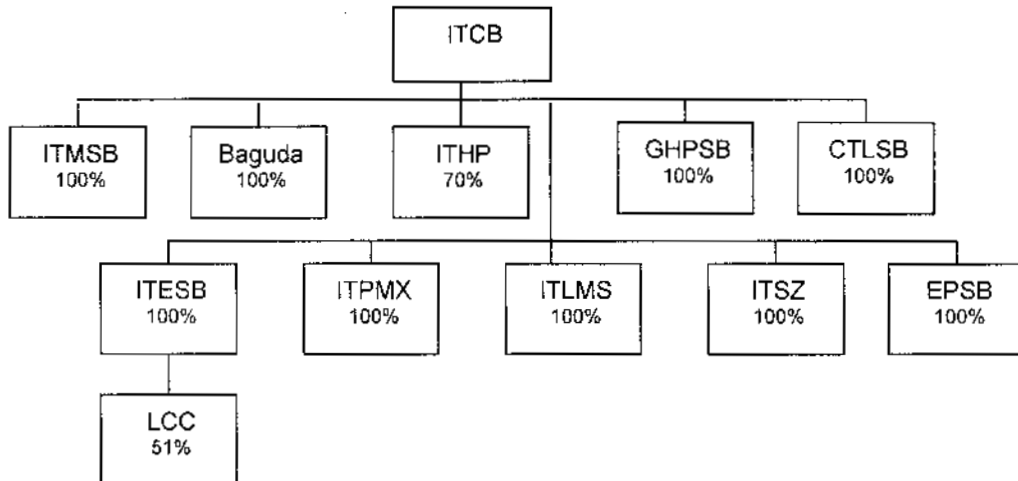 ITCB
ITMSB
100%
Baguda
100%
ITHP
70%
GHPSB
100%
CTLSB
100%
ITESB
100%
ITPMX
100%
ITLMS
100%
ITSZ
100%
EPSB
100%
LCC
51%